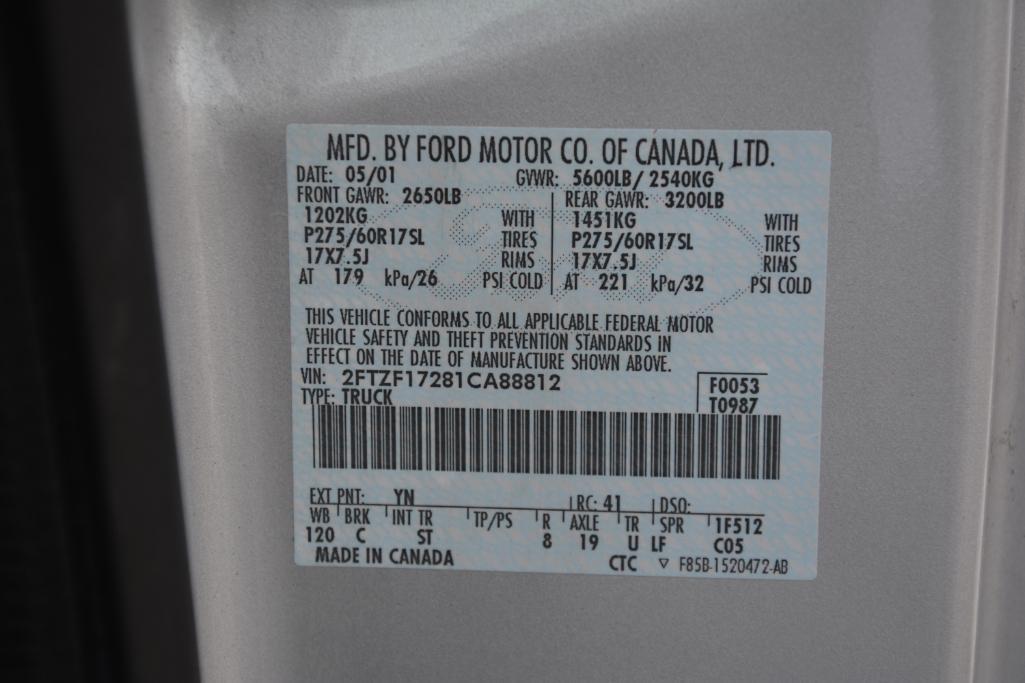 MFD. BY FORD MOTOR CO. OF CANADA, LTD.
DATE: 05/01 GVWR: 5600LB/ 2540KG
FRONT GAWR: 2650LB REAR GAWR: 3200LB
1202KG WITH 1451KG WITH
P275/60R17SL TIRES P275/60R17SL TIRES
17X7.5J RIMS 17X7.5J RIMS
AT 179 kPa/26 PSI COLD AT 221 kPa/32 PSI COLD
THIS VEHICLE CONFORMS TO ALL APPLICABLE FEDERAL MOTOR
VEHICLE SAFETY AND THEFT PREVENTION STANDARDS IN
EFFECT ON THE DATE OF MANUFACTURE SHOWN ABOVE.
VIN: 2FTZF17281CA88812 F0053
TYPE: TRUCK T0987
EXT PNT: YN RC: 41 DSO:
WB BRK INT TR TP/PS R AXLE TR SPR 1F512
120 C ST 8 19 U LF C05
MADE IN CANADA CTC ▽ F85B-1520472-AB